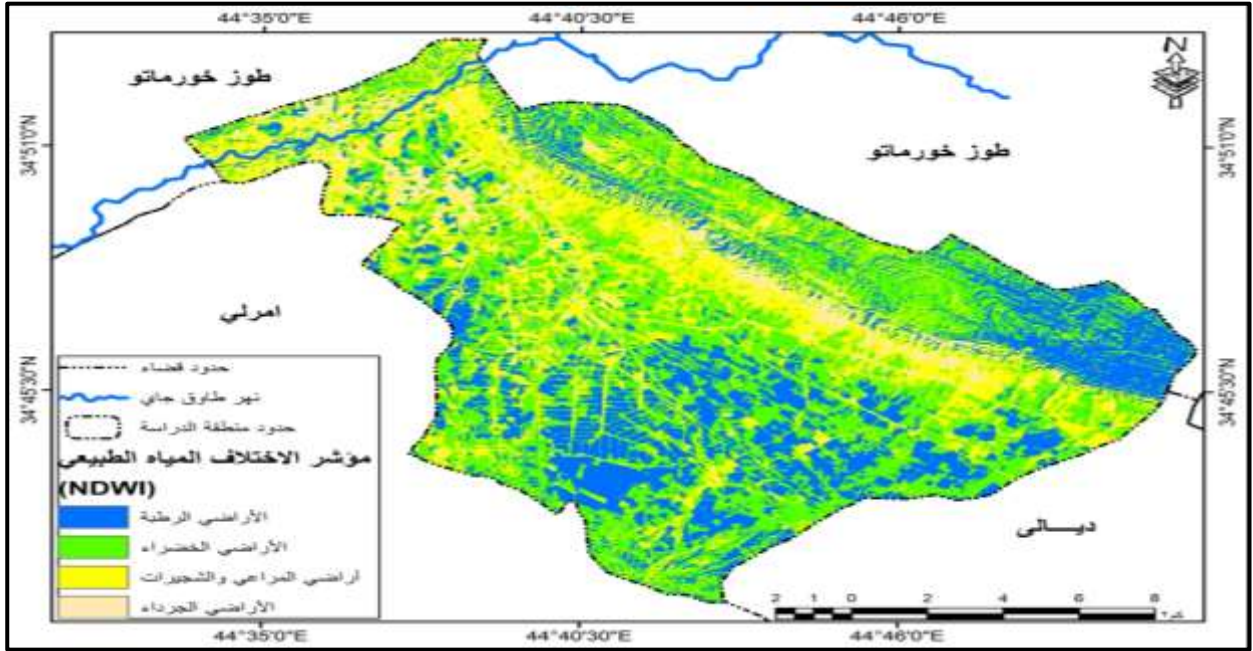 44°35'0"E 44°40'30"E 44°46'0"E
N
طوز خورماتو
34°51'0"N
34°51'0"N
طوز خورماتو
امرلي
34°45'30"N
34°45'30"N
حدود قضاء
نهر طاوق جاي
حدود منطقة الدراسة
مؤشر الاختلاف المياه الطبيعي
(NDWI)
الأراضي الرطبة
الأراضي الخضراء
أراضي المراعي والشجيرات
الأراضي الجرداء
ديـــالى
2 1 0 2 4 6 8
كم٢
44°35'0"E 44°40'30"E 44°46'0"E